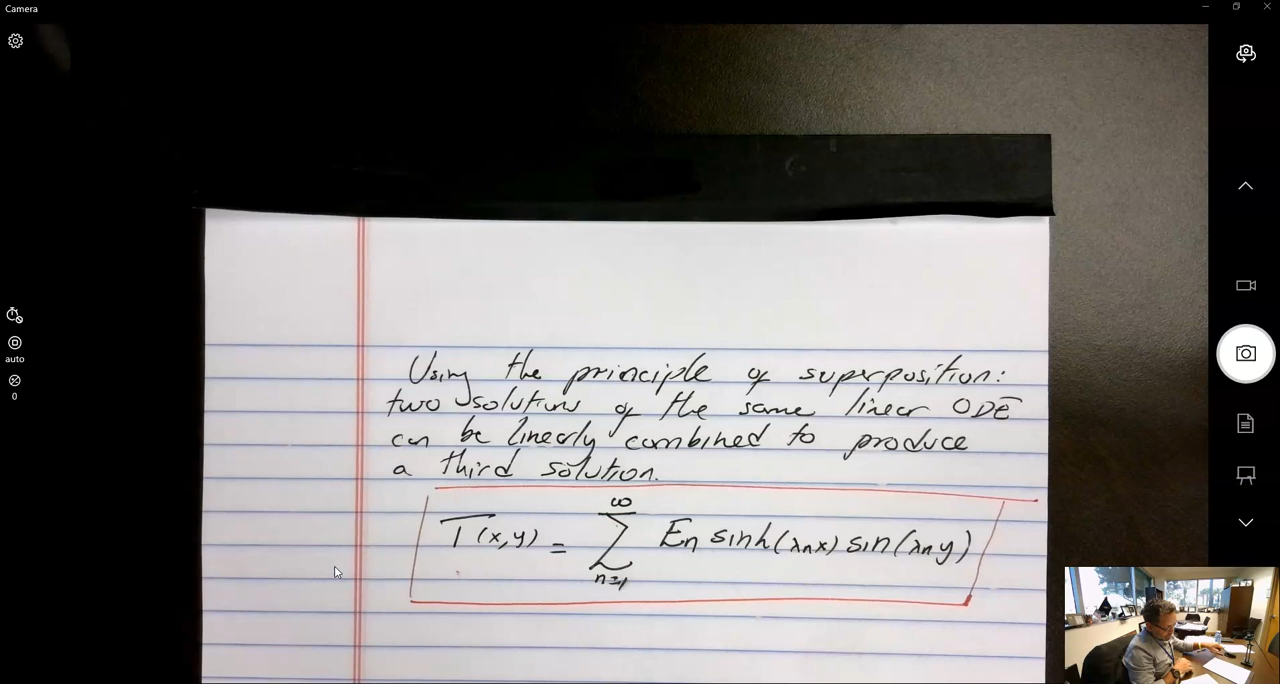 Camera
auto
0
Using the principle of superposition:
two solutions of the same linear ODE
can be linearly combined to produce
a third solution.
T(x,y) = ∞∑n=1 En sinh(λnx) sin(λny)